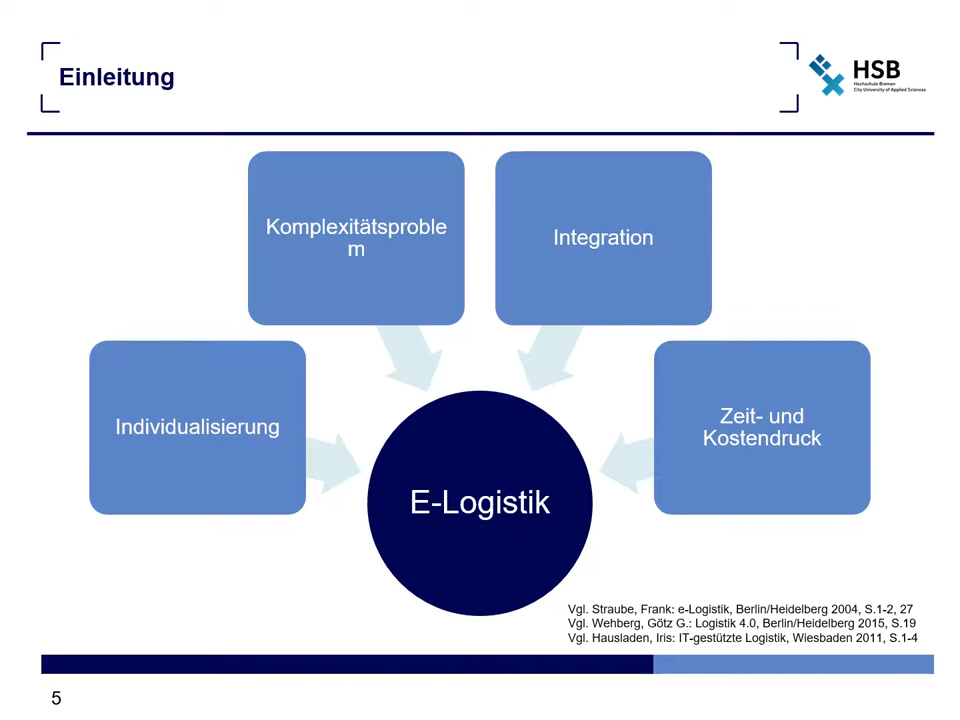 Einleitung
HSB
Hochschule Bremen
City University of Applied Sciences
Komplexitätsproble
m
Integration
Individualisierung
Zeit- und
Kostendruck
E-Logistik
Vgl. Straube, Frank: e-Logistik, Berlin/Heidelberg 2004, S.1-2, 27
Vgl. Wehberg, Götz G.: Logistik 4.0, Berlin/Heidelberg 2015, S.19
Vgl. Hausladen, Iris: IT-gestützte Logistik, Wiesbaden 2011, S.1-4
5